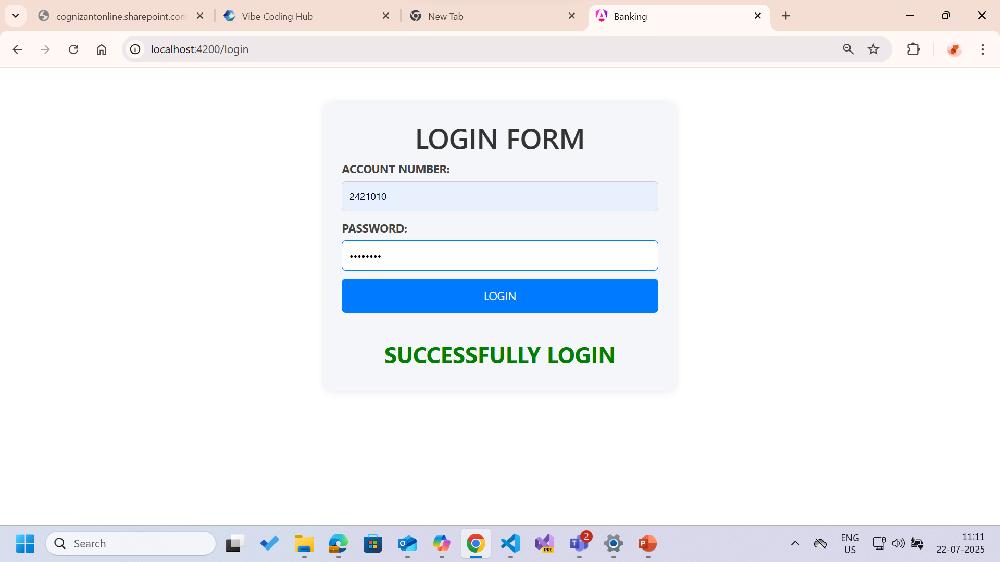 cognizantonline.sharepoint.com
Vibe Coding Hub
New Tab
Banking
localhost:4200/login
LOGIN FORM
ACCOUNT NUMBER:
2421010
PASSWORD:
••••••••
LOGIN
SUCCESSFULLY LOGIN
Search
PRE
2
ENG
US
11:11
22-07-2025